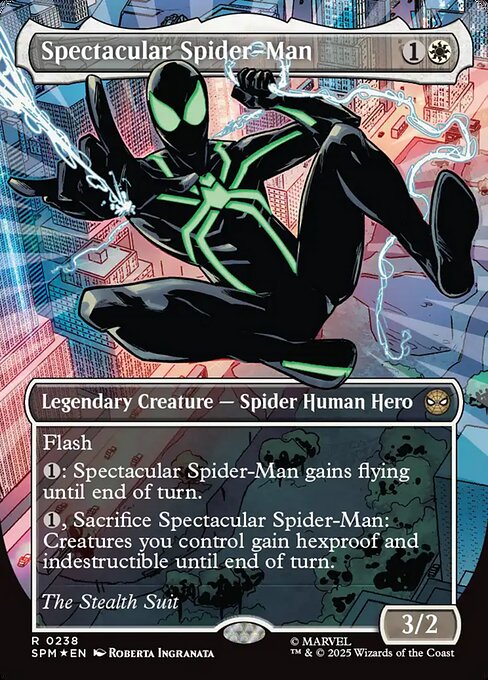 Spectacular Spider-Man 1
Legendary Creature — Spider Human Hero
Flash
1: Spectacular Spider-Man gains flying
until end of turn.
1, Sacrifice Spectacular Spider-Man:
Creatures you control gain hexproof and
indestructible until end of turn.
The Stealth Suit
3/2
R 0238
SPM★EN ROBERTA INGRANATA
© MARVEL
™ & © 2025 Wizards of the Coast